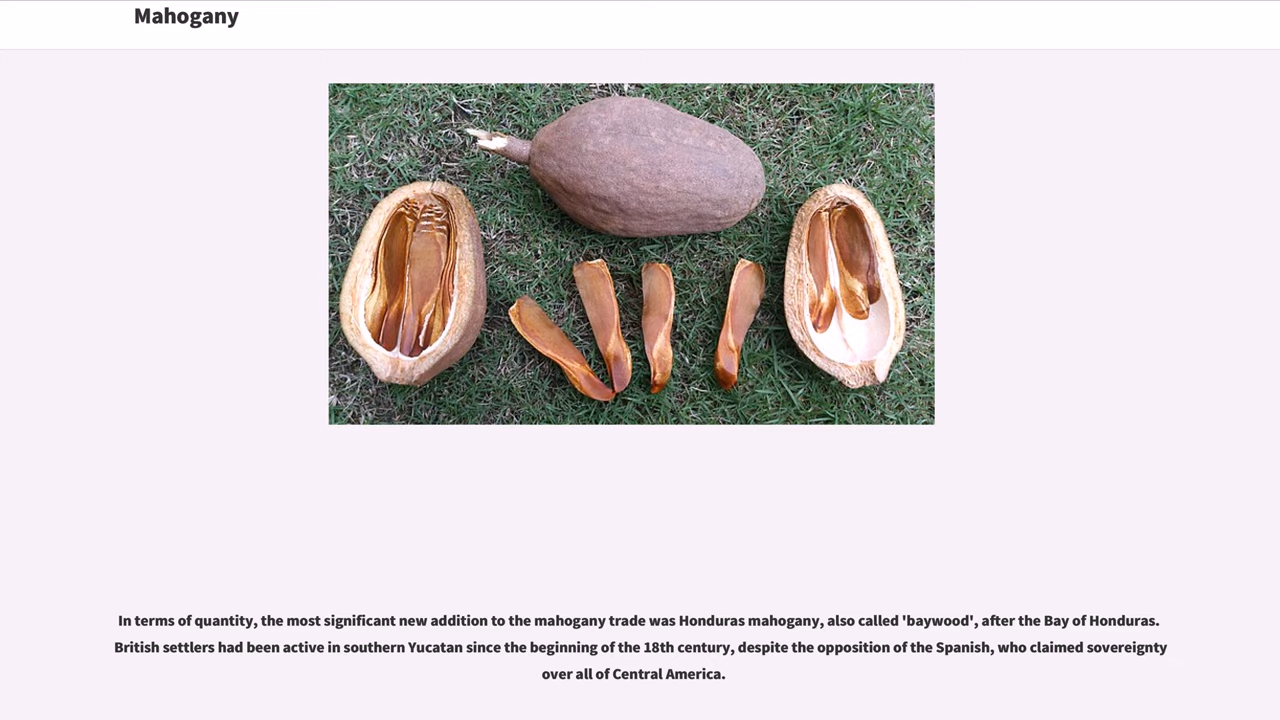 Mahogany
In terms of quantity, the most significant new addition to the mahogany trade was Honduras mahogany, also called 'baywood', after the Bay of Honduras.
British settlers had been active in southern Yucatan since the beginning of the 18th century, despite the opposition of the Spanish, who claimed sovereignty
over all of Central America.